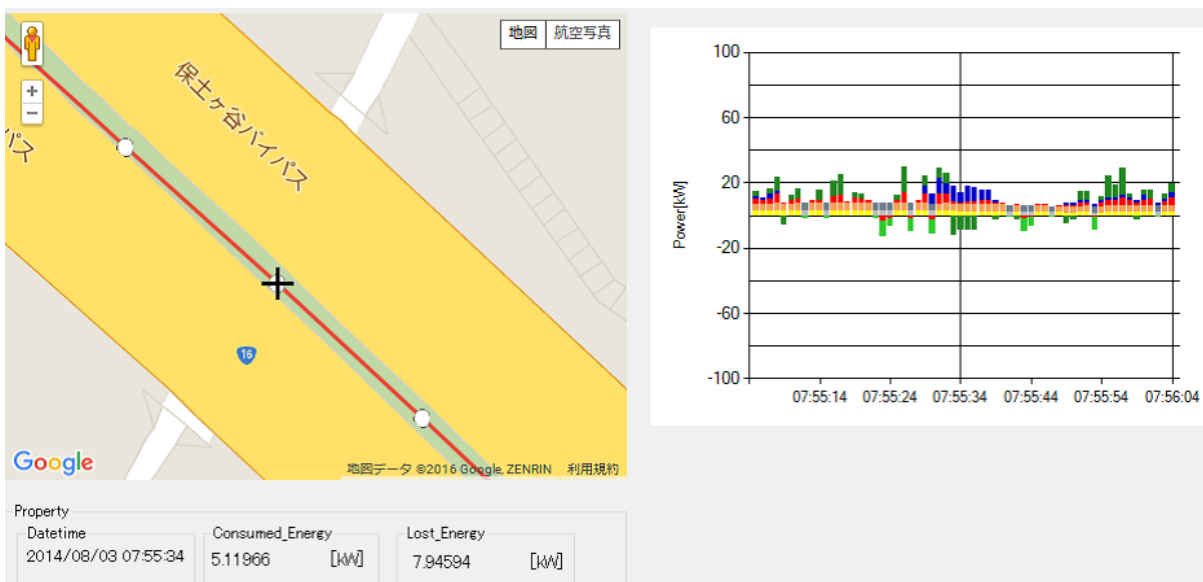 地図 航空写真
+
−
保土ヶ谷バイパス
パス
16
Google
地図データ ©2016 Google, ZENRIN 利用規約
100
60
20
-20
-60
-100
Power[kW]
07:55:14 07:55:24 07:55:34 07:55:44 07:55:54 07:56:04
Property
Datetime Consumed_Energy Lost_Energy
2014/08/03 07:55:34 5.11966 [kW] 7.94594 [kW]